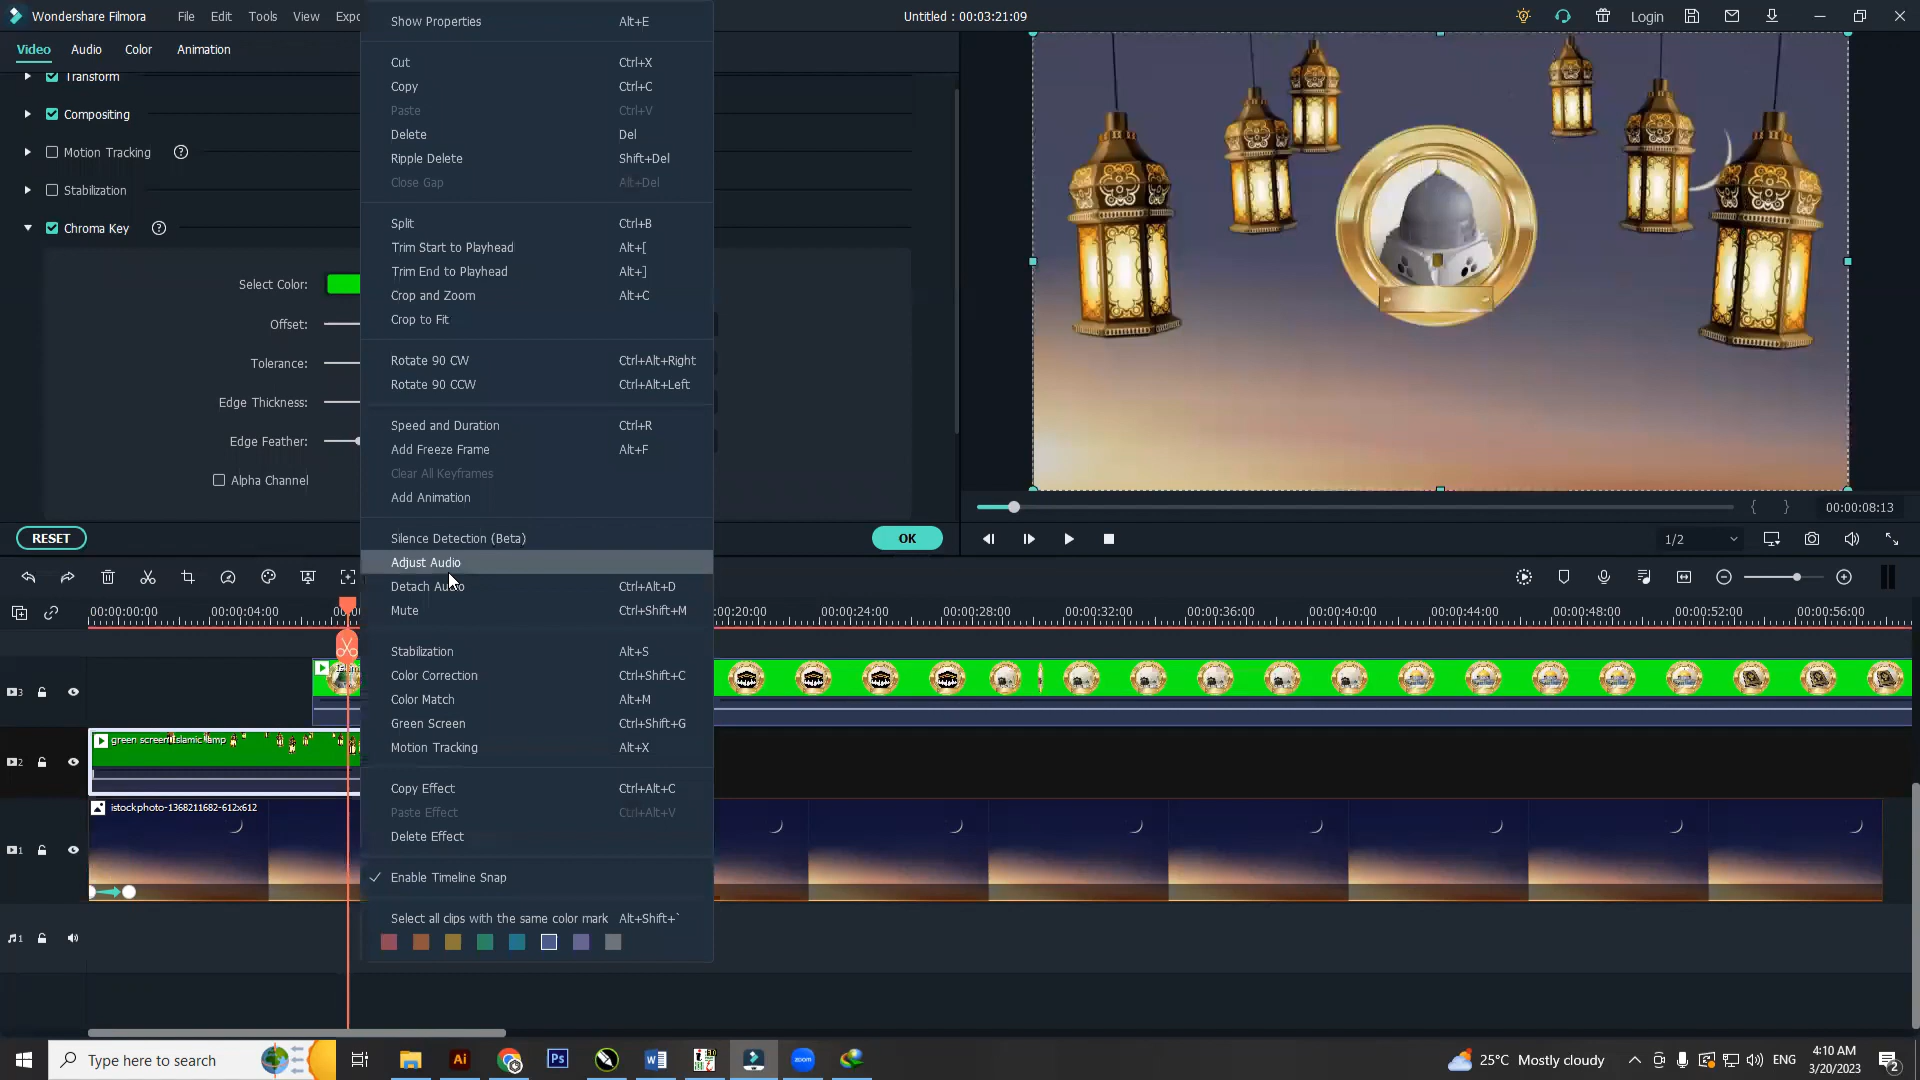 Wondershare Filmora File Edit Tools View Expo
Untitled : 00:03:21:09
Login
Video Audio Color Animation
Transform
Compositing
Motion Tracking
Stabilization
Chroma Key
Select Color:
Offset:
Tolerance:
Edge Thickness:
Edge Feather:
Alpha Channel
RESET
OK
Show Properties Alt+E
Cut Ctrl+X
Copy Ctrl+C
Paste Ctrl+V
Delete Del
Ripple Delete Shift+Del
Close Gap Alt+Del
Split Ctrl+B
Trim Start to Playhead Alt+[
Trim End to Playhead Alt+]
Crop and Zoom Alt+C
Crop to Fit
Rotate 90 CW Ctrl+Alt+Right
Rotate 90 CCW Ctrl+Alt+Left
Speed and Duration Ctrl+R
Add Freeze Frame Alt+F
Clear All Keyframes
Add Animation
Silence Detection (Beta)
Adjust Audio
Detach Audio Ctrl+Alt+D
Mute Ctrl+Shift+M
Stabilization Alt+S
Color Correction Ctrl+Shift+C
Color Match Alt+M
Green Screen Ctrl+Shift+G
Motion Tracking Alt+X
Copy Effect Ctrl+Alt+C
Paste Effect Ctrl+Alt+V
Delete Effect
Enable Timeline Snap
Select all clips with the same color mark Alt+Shift+`
{ } 00:00:08:13
1/2
00:00:00:00 00:00:04:00 00:00:20:00 00:00:24:00 00:00:28:00 00:00:32:00 00:00:36:00 00:00:40:00 00:00:44:00 00:00:48:00 00:00:52:00 00:00:56:00
3
2
green screen islamic lamp
istockphoto-1368211682-612x612
1
1
Type here to search
Ai
Ps
zoom
25°C Mostly cloudy
ENG
4:10 AM
3/20/2023
2